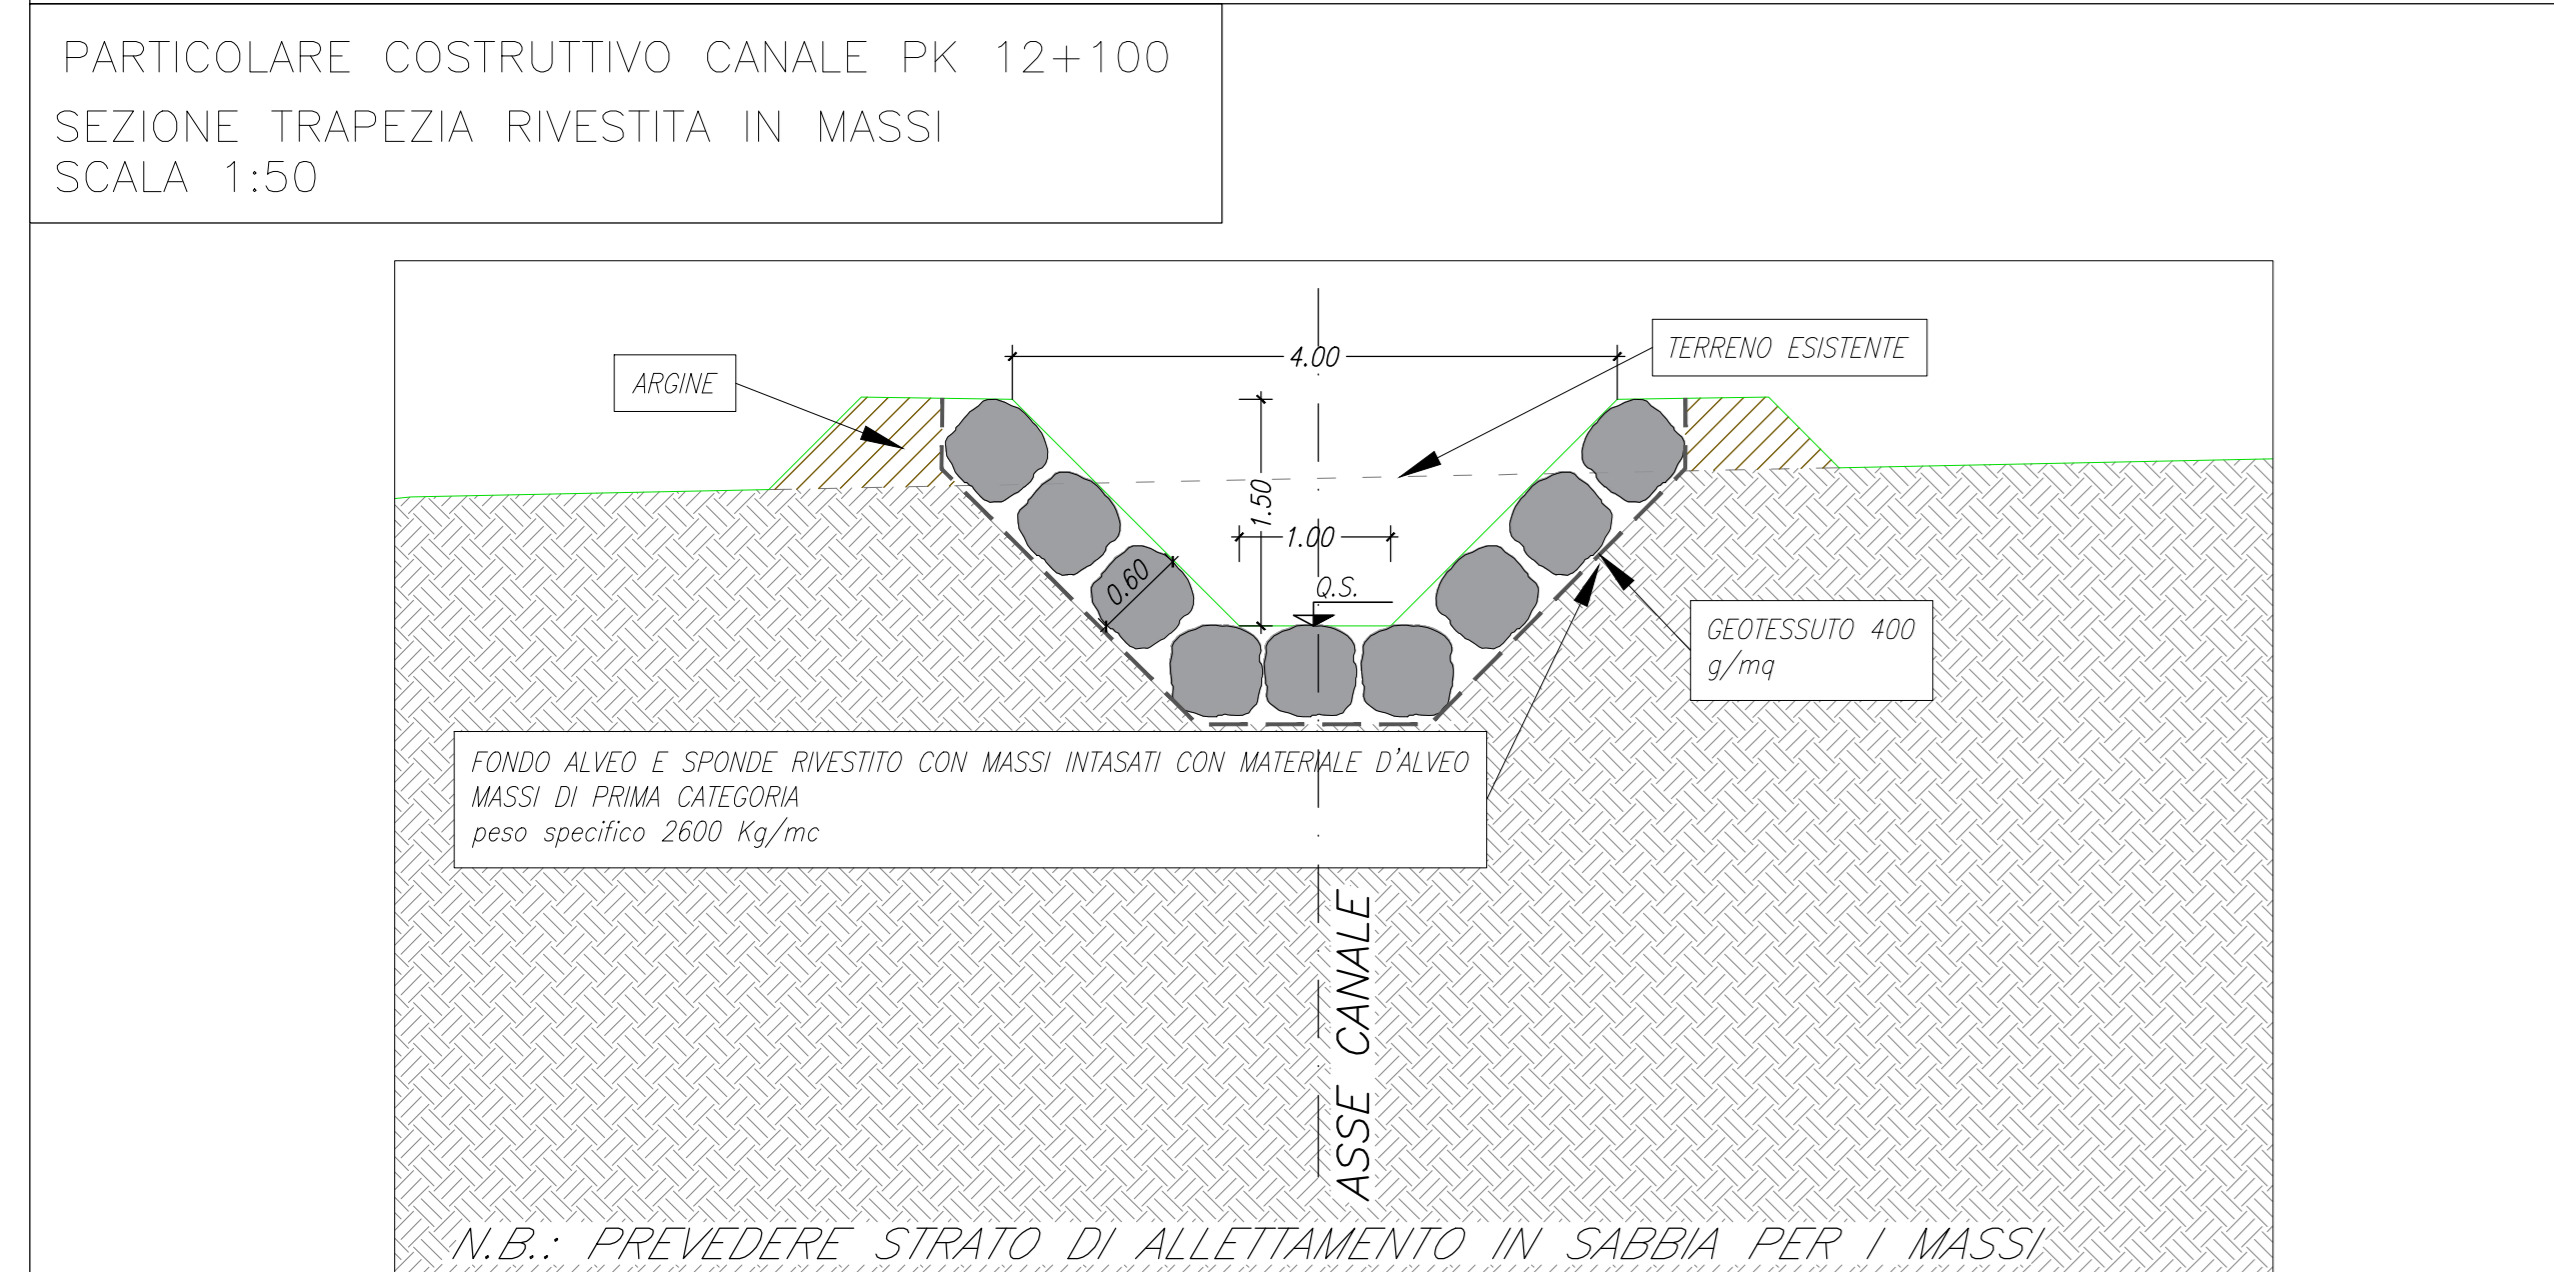 PARTICOLARE COSTRUTTIVO CANALE PK 12+100
SEZIONE TRAPEZIA RIVESTITA IN MASSI
SCALA 1:50
4.00
TERRENO ESISTENTE
ARGINE
1.50
1.00
0.60
Q.S.
GEOTESSUTO 400
g/mq
FONDO ALVEO E SPONDE RIVESTITO CON MASSI INTASATI CON MATERIALE D'ALVEO
MASSI DI PRIMA CATEGORIA
peso specifico 2600 Kg/mc
ASSE CANALE
N.B.: PREVEDERE STRATO DI ALLETTAMENTO IN SABBIA PER I MASSI